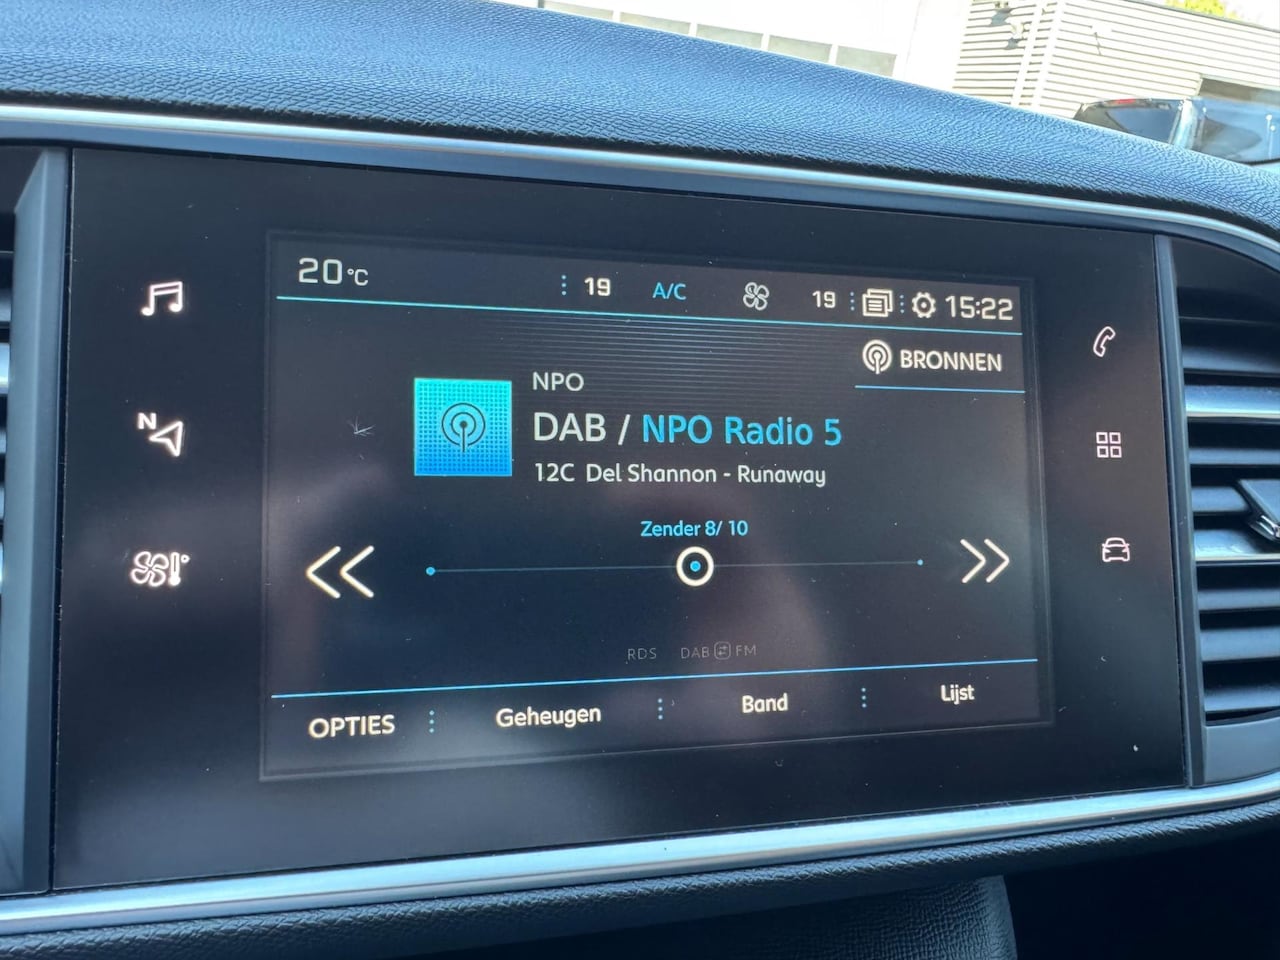 20°C 19 A/C 19 15:22
BRONNEN
NPO
DAB / NPO Radio 5
12C Del Shannon - Runaway
Zender 8/ 10
N
RDS DAB FM
OPTIES Geheugen Band Lijst